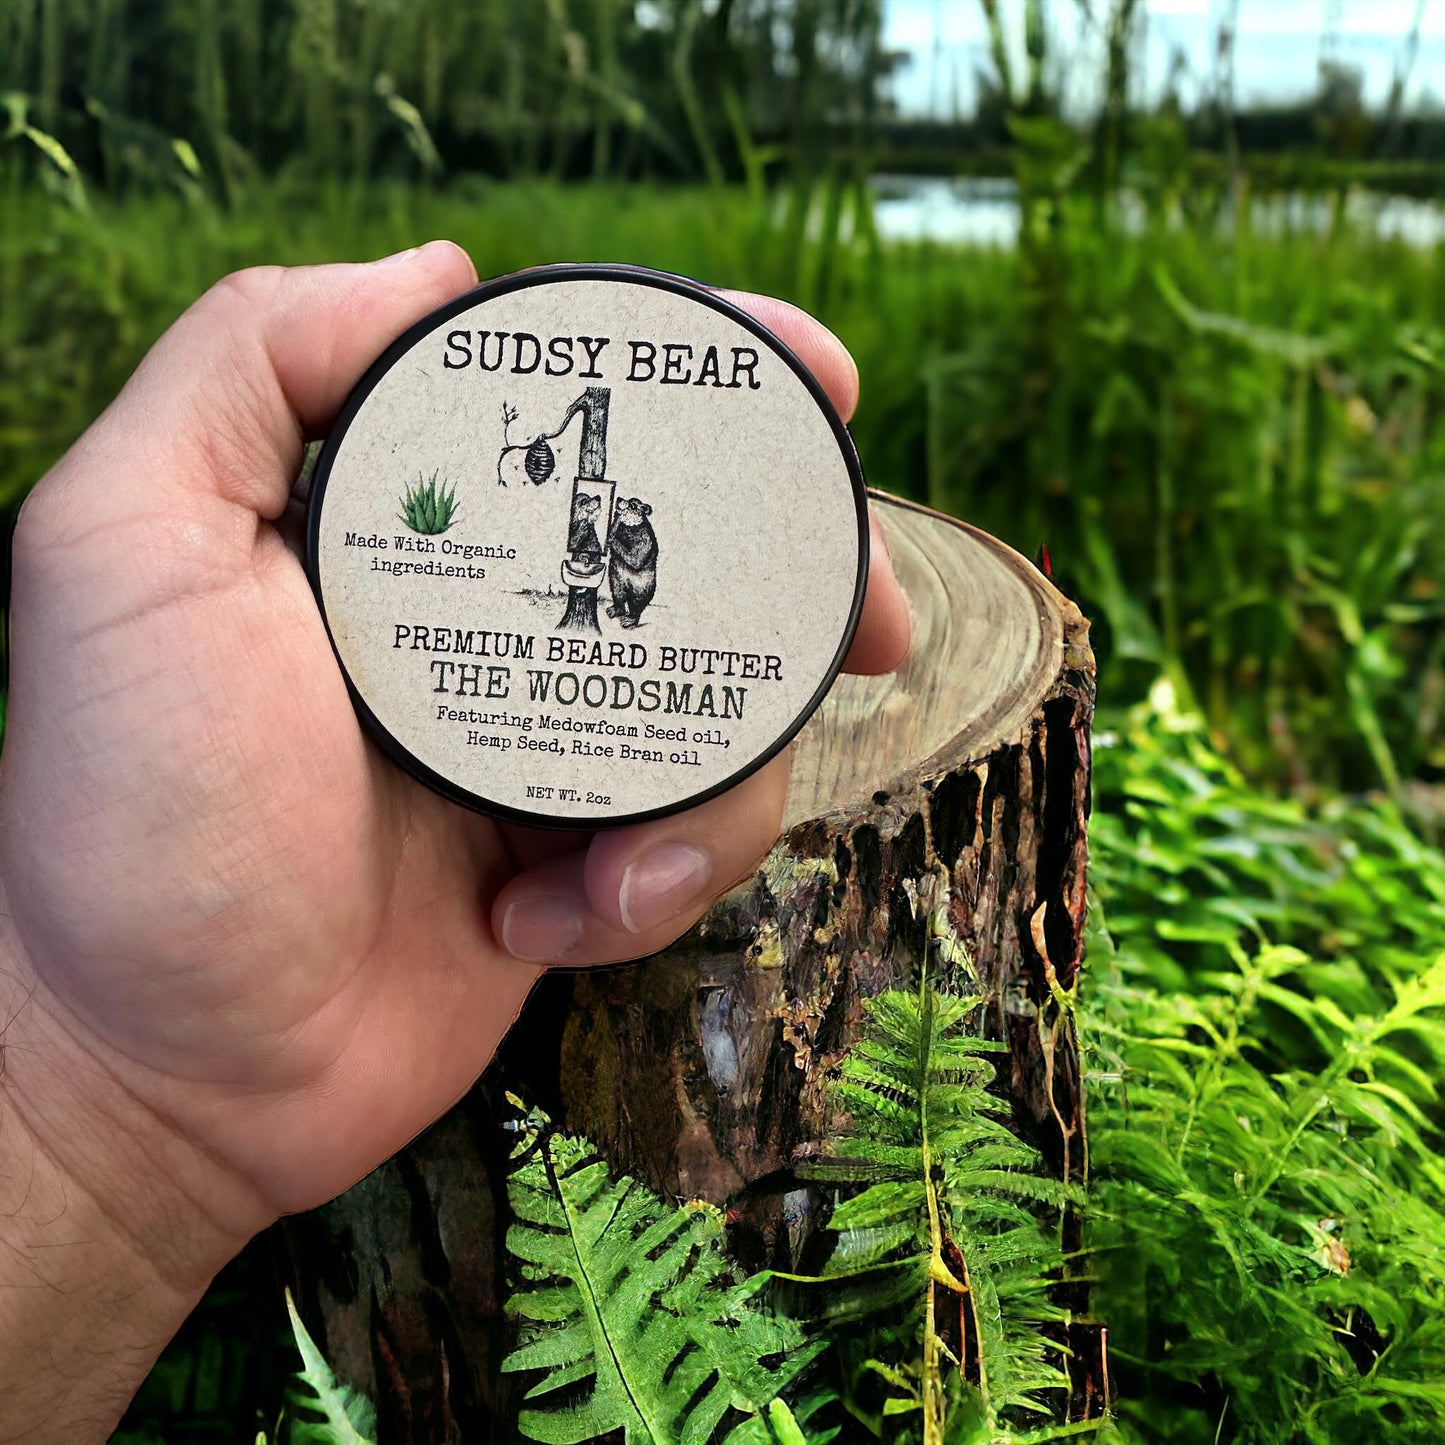 SUDSY BEAR
Made With Organic
ingredients
PREMIUM BEARD BUTTER
THE WOODSMAN
Featuring Medowfoam Seed oil,
Hemp Seed, Rice Bran oil
NET WT. 2oz